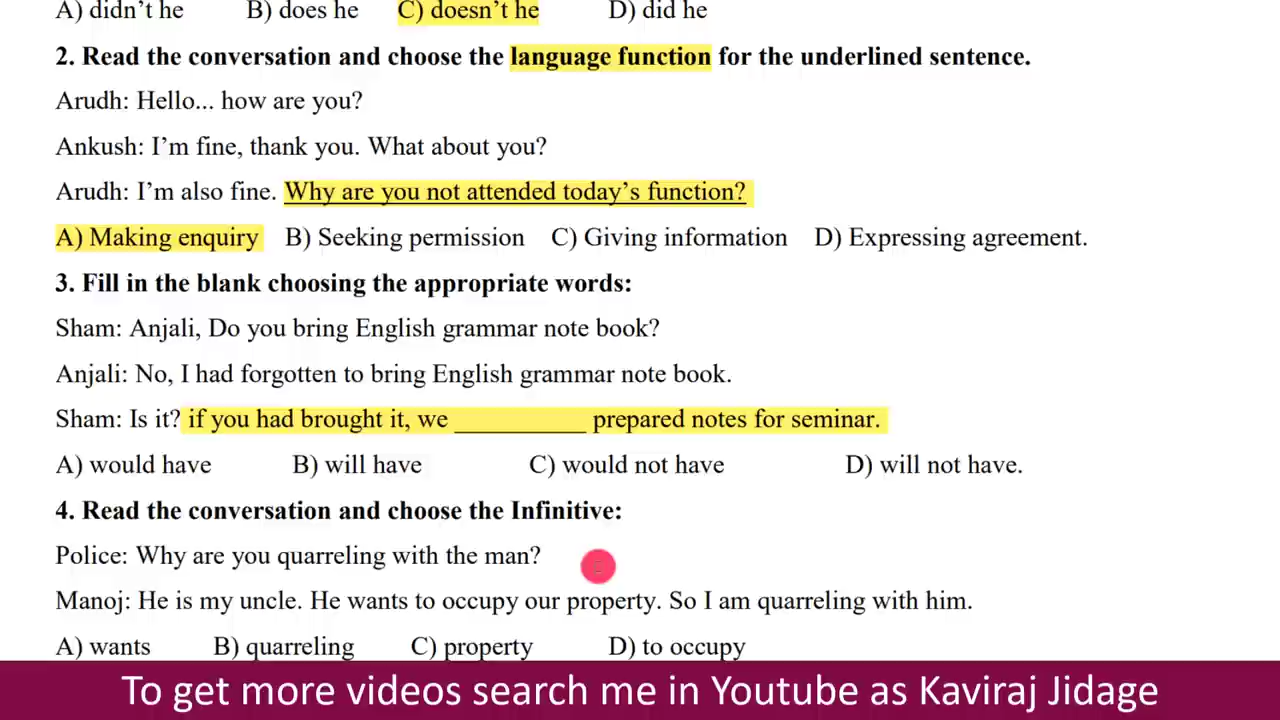 A) didn’t he B) does he C) doesn’t he D) did he
2. Read the conversation and choose the language function for the underlined sentence.
Arudh: Hello... how are you?
Ankush: I’m fine, thank you. What about you?
Arudh: I’m also fine. Why are you not attended today’s function?
A) Making enquiry B) Seeking permission C) Giving information D) Expressing agreement.
3. Fill in the blank choosing the appropriate words:
Sham: Anjali, Do you bring English grammar note book?
Anjali: No, I had forgotten to bring English grammar note book.
Sham: Is it? if you had brought it, we __________ prepared notes for seminar.
A) would have B) will have C) would not have D) will not have.
4. Read the conversation and choose the Infinitive:
Police: Why are you quarreling with the man?
Manoj: He is my uncle. He wants to occupy our property. So I am quarreling with him.
A) wants B) quarreling C) property D) to occupy
To get more videos search me in Youtube as Kaviraj Jidage